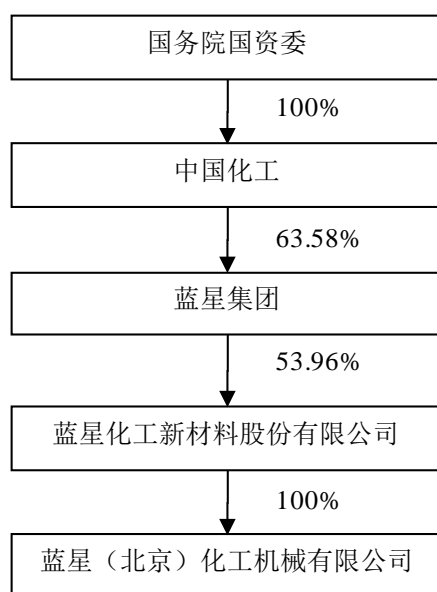 国务院国资委
100%
中国化工
63.58%
蓝星集团
53.96%
蓝星化工新材料股份有限公司
100%
蓝星（北京）化工机械有限公司